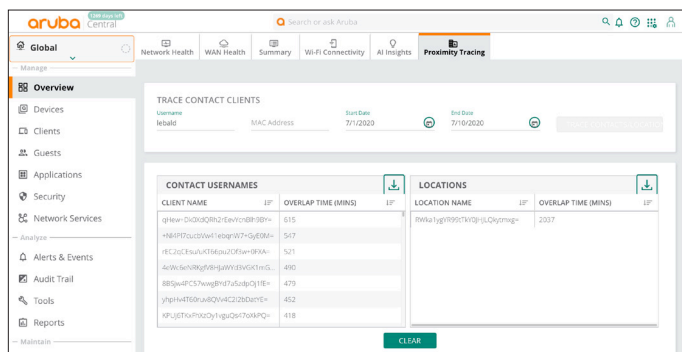 aruba Central
1299 days left
Search or ask Aruba
Global
Network Health
WAN Health
Summary
Wi-Fi Connectivity
AI Insights
Proximity Tracing
Manage
Overview
Devices
Clients
Guests
Applications
Security
Network Services
Analyze
Alerts & Events
Audit Trail
Tools
Reports
Maintain
TRACE CONTACT CLIENTS
Username
lebald
MAC Address
Start Date
7/1/2020
End Date
7/10/2020
CONTACT USERNAMES
CLIENT NAME OVERLAP TIME (MINS)
615
547
521
490
479
452
418
LOCATIONS
LOCATION NAME OVERLAP TIME (MINS)
2037
CLEAR